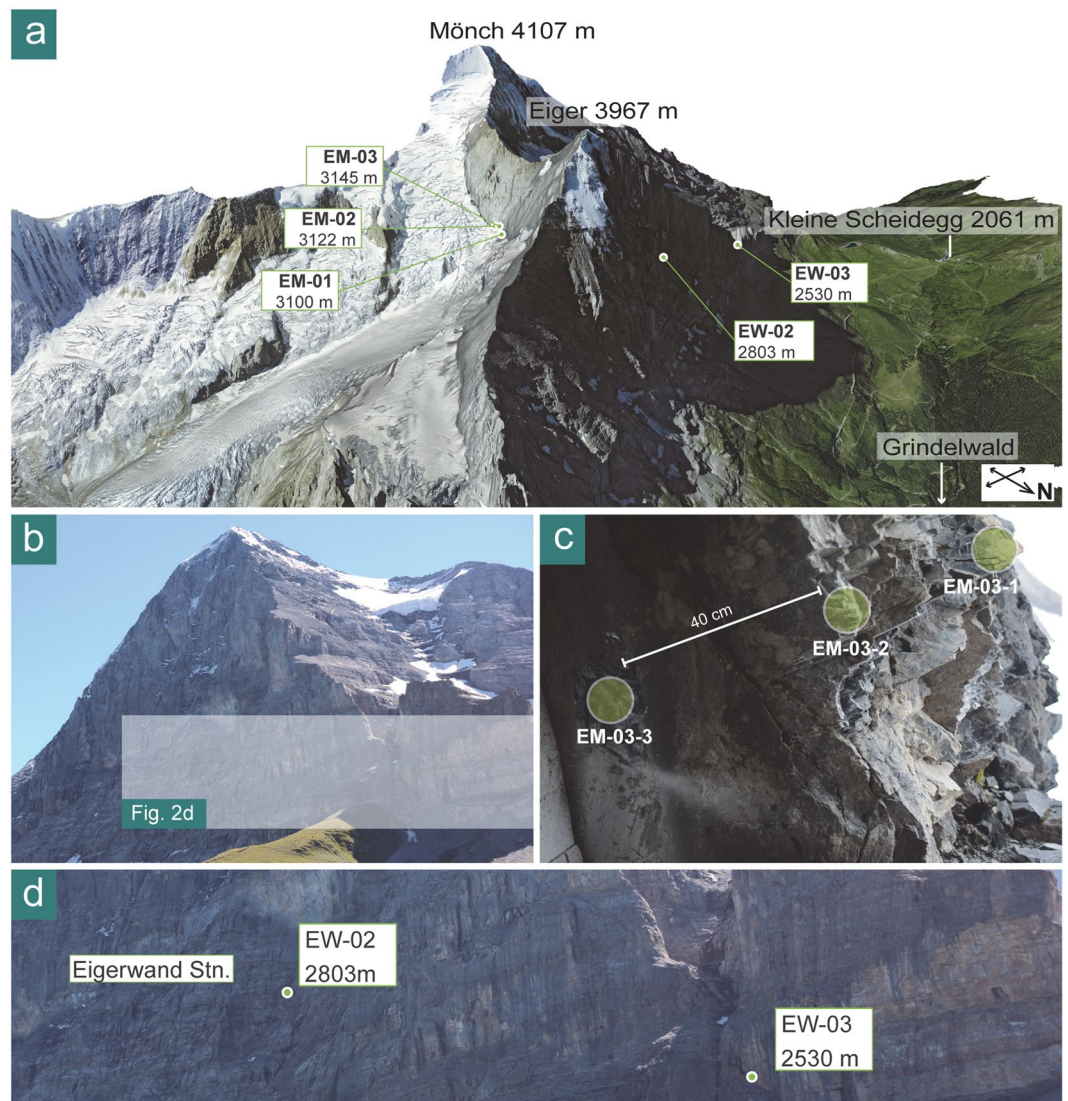 a
Mönch 4107 m
Eiger 3967 m
EM-03
3145 m
EM-02
3122 m
EM-01
3100 m
Kleine Scheidegg 2061 m
EW-03
2530 m
EW-02
2803 m
Grindelwald
N
b
Fig. 2d
c
EM-03-1
40 cm
EM-03-2
EM-03-3
d
EW-02
2803m
Eigerwand Stn.
EW-03
2530 m